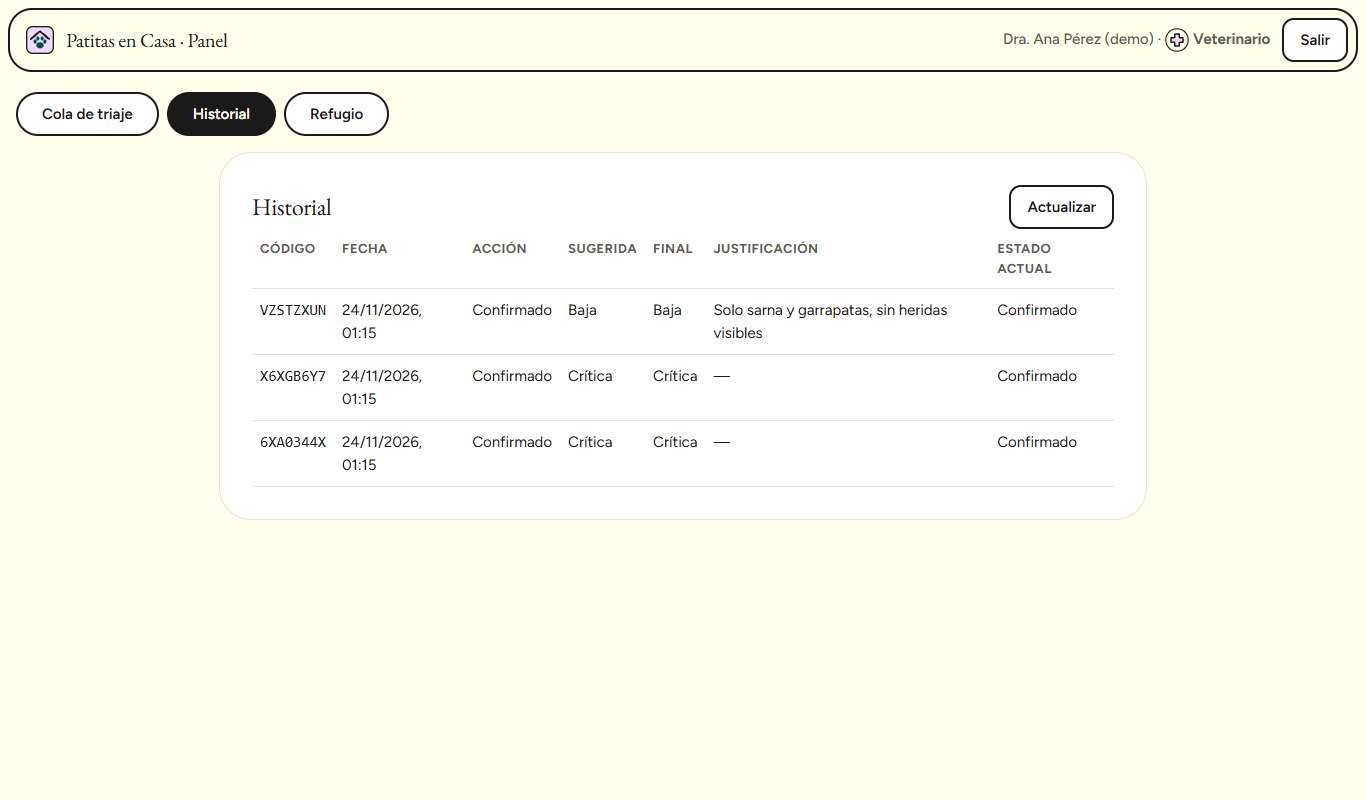 Patitas en Casa · Panel
Dra. Ana Pérez (demo) · Veterinario
Salir
Cola de triaje
Historial
Refugio
Historial
Actualizar
CÓDIGO FECHA ACCIÓN SUGERIDA FINAL JUSTIFICACIÓN ESTADO ACTUAL
VZSTZXUN 24/11/2026, 01:15 Confirmado Baja Baja Solo sarna y garrapatas, sin heridas visibles Confirmado
X6XGB6Y7 24/11/2026, 01:15 Confirmado Crítica Crítica — Confirmado
6XA0344X 24/11/2026, 01:15 Confirmado Crítica Crítica — Confirmado